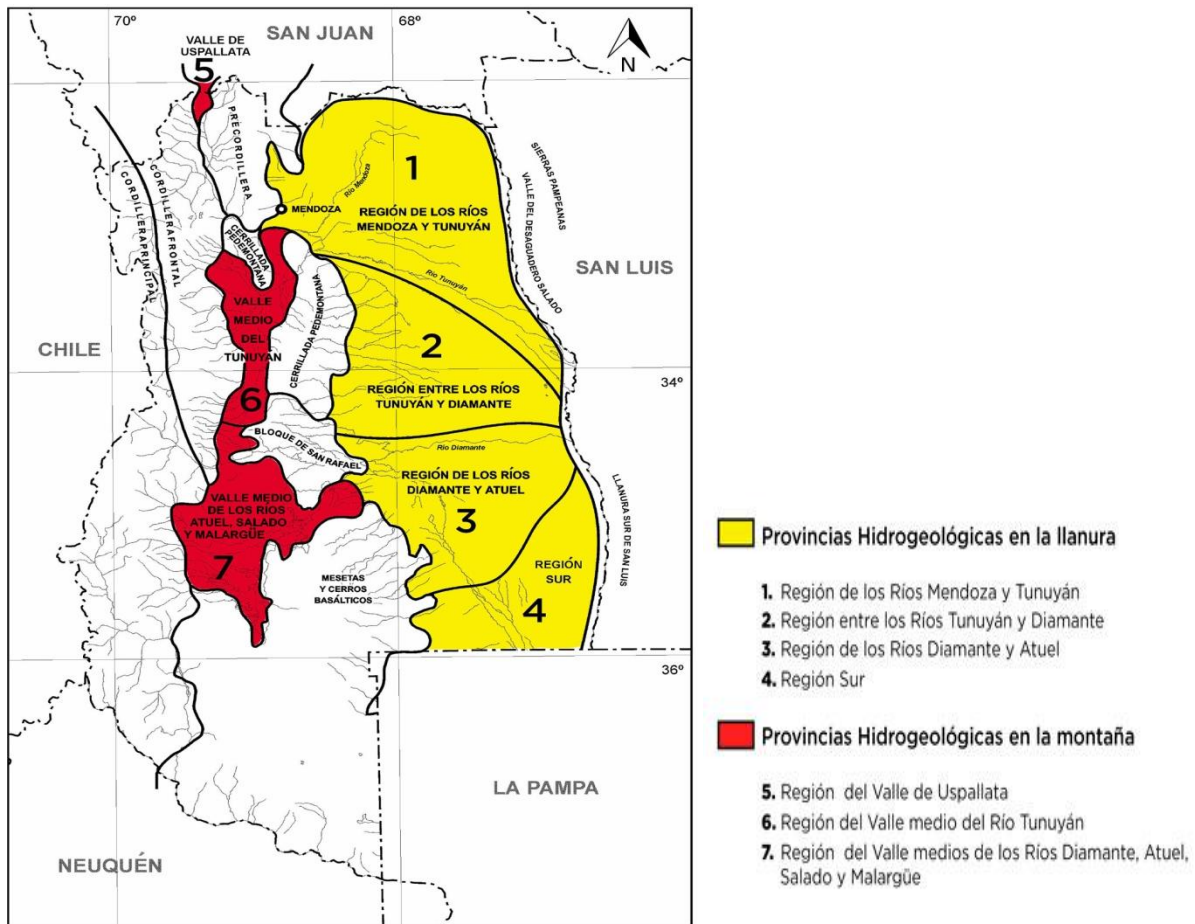 70º
68º
SAN JUAN
VALLE DE
USPALLATA
5
N
PRECORDILLERA
CORDILLERA PRINCIPAL
CORDILLERA FRONTAL
1
Río Mendoza
MENDOZA
REGIÓN DE LOS RÍOS
MENDOZA Y TUNUYÁN
SIERRAS PAMPEANAS
VALLE DEL DESAGUADERO SALADO
SAN LUIS
CERRILLADA
PEDEMONTANA
Río Tunuyán
VALLE
MEDIO
DEL
TUNUYÁN
CERRILLADA PEDEMONTANA
CHILE
2
34º
REGIÓN ENTRE LOS RÍOS
TUNUYÁN Y DIAMANTE
6
BLOQUE DE SAN RAFAEL
Río Diamante
REGIÓN DE LOS RÍOS
DIAMANTE Y ATUEL
VALLE MEDIO
DE LOS RÍOS
ATUEL, SALADO
Y MALARGÜE
3
LLANURA SUR DE SAN LUIS
7
REGIÓN
SUR
MESETAS
Y CERROS
BASÁLTICOS
4
36º
LA PAMPA
NEUQUÉN
Provincias Hidrogeológicas en la llanura
1. Región de los Ríos Mendoza y Tunuyán
2. Región entre los Ríos Tunuyán y Diamante
3. Región de los Ríos Diamante y Atuel
4. Región Sur
Provincias Hidrogeológicas en la montaña
5. Región del Valle de Uspallata
6. Región del Valle medio del Río Tunuyán
7. Región del Valle medios de los Ríos Diamante, Atuel,
Salado y Malargüe